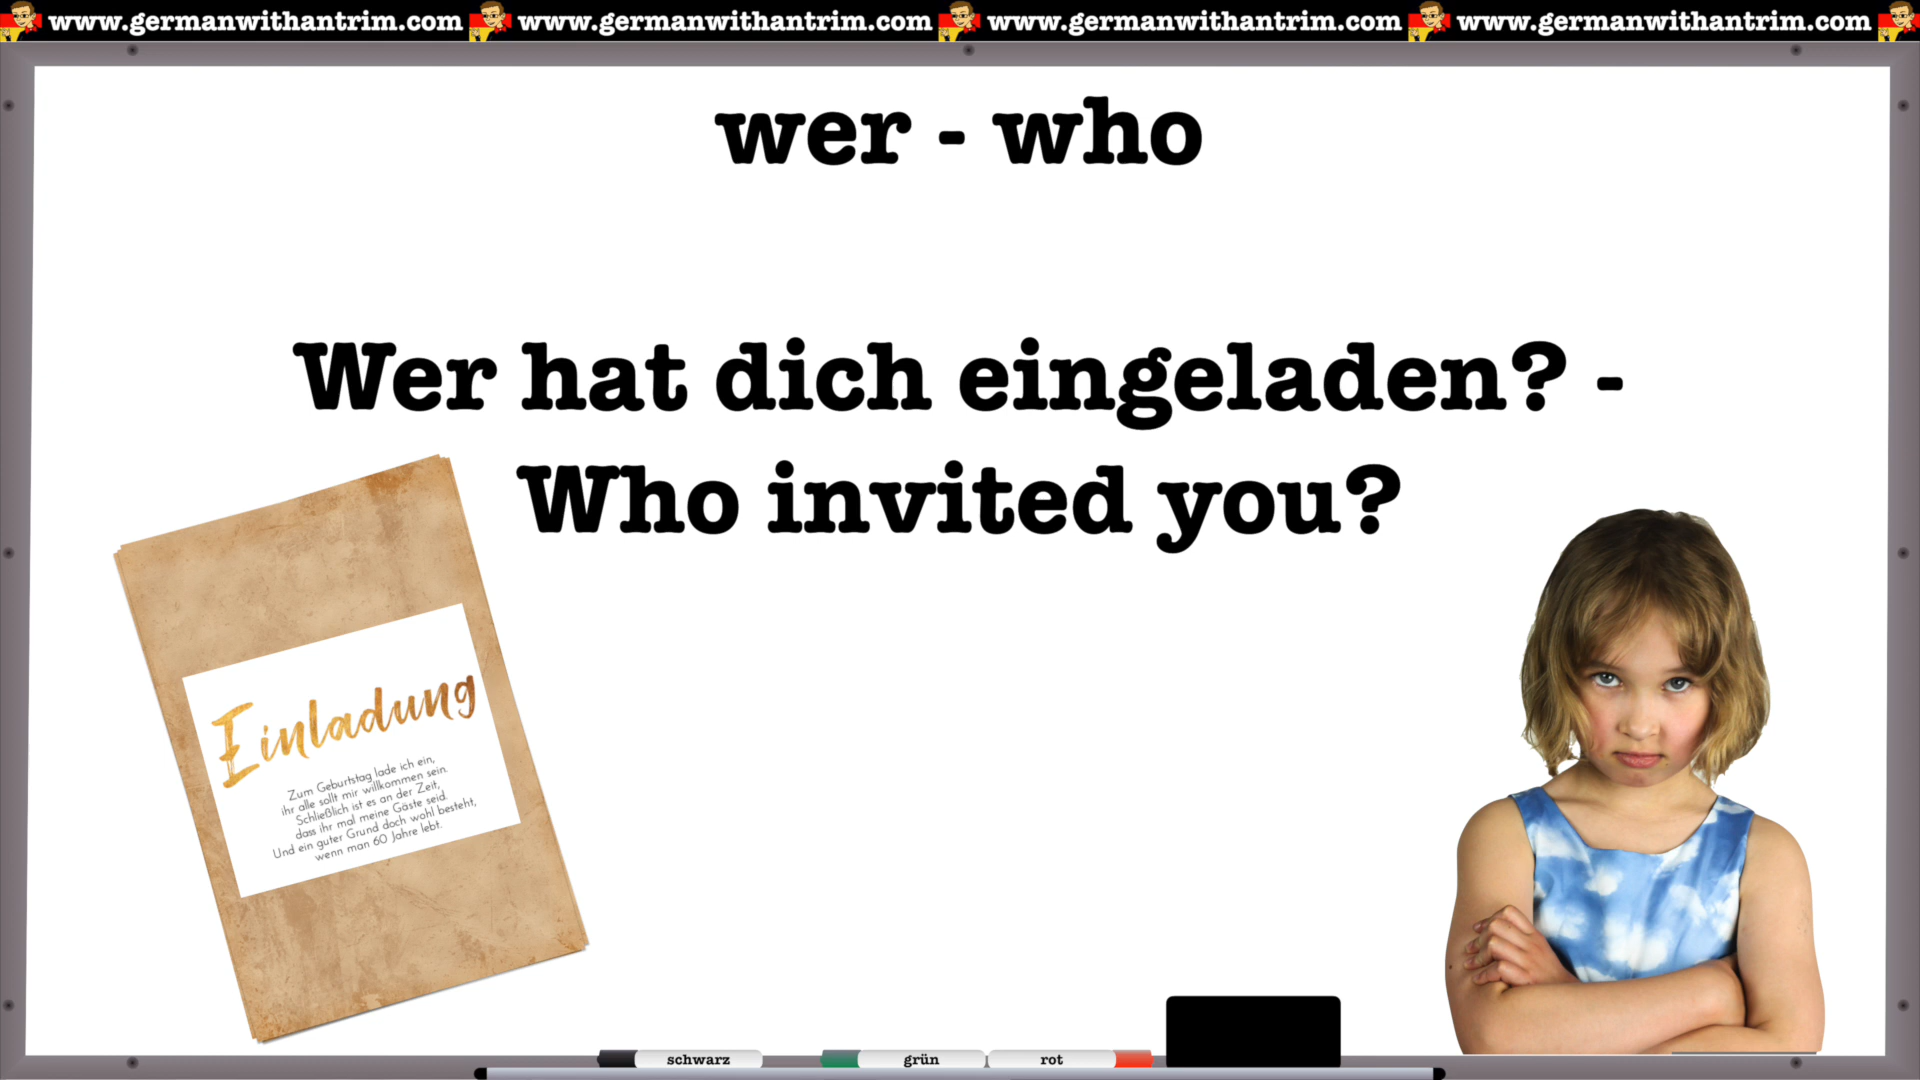 www.germanwithantrim.com www.germanwithantrim.com www.germanwithantrim.com www.germanwithantrim.com
wer - who
Wer hat dich eingeladen? -
Who invited you?
Einladung
Zum Geburtstag lade ich ein,
ihr alle sollt mir willkommen sein.
Schließlich ist es an der Zeit,
dass ihr mal meine Gäste seid.
Und ein guter Grund doch wohl besteht,
wenn man 60 Jahre lebt.
schwarz grün rot